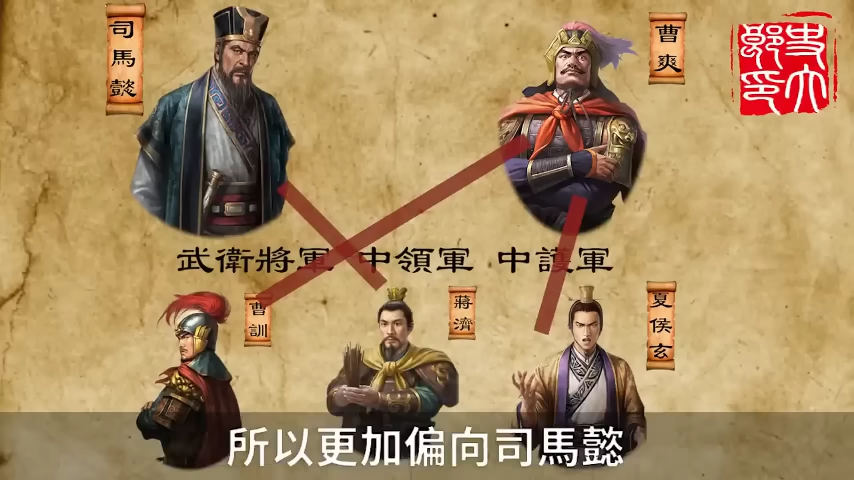 司馬懿
曹爽
武衛將軍 中領軍 中護軍
曹訓
蔣濟
夏侯玄
所以更加偏向司馬懿